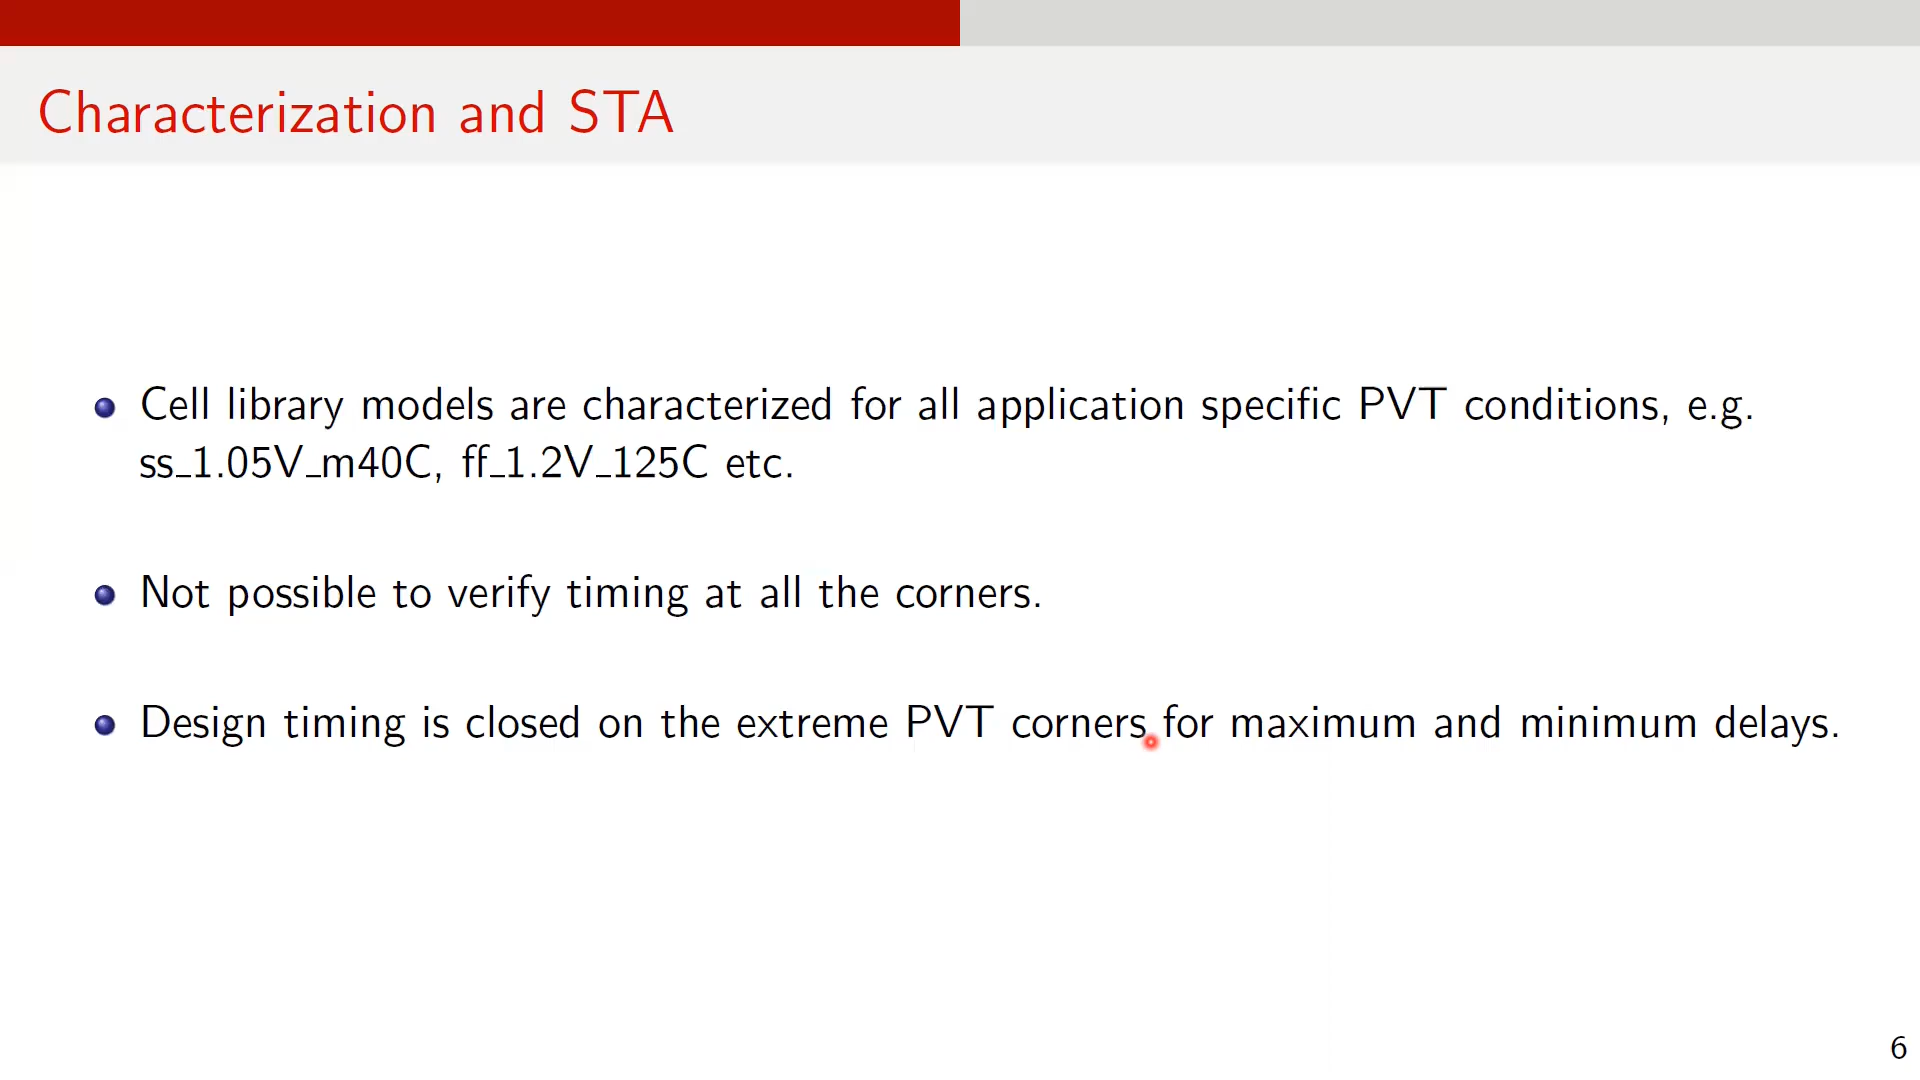 Characterization and STA
Cell library models are characterized for all application specific PVT conditions, e.g.
ss_1.05V_m40C, ff_1.2V_125C etc.
Not possible to verify timing at all the corners.
Design timing is closed on the extreme PVT corners for maximum and minimum delays.
6